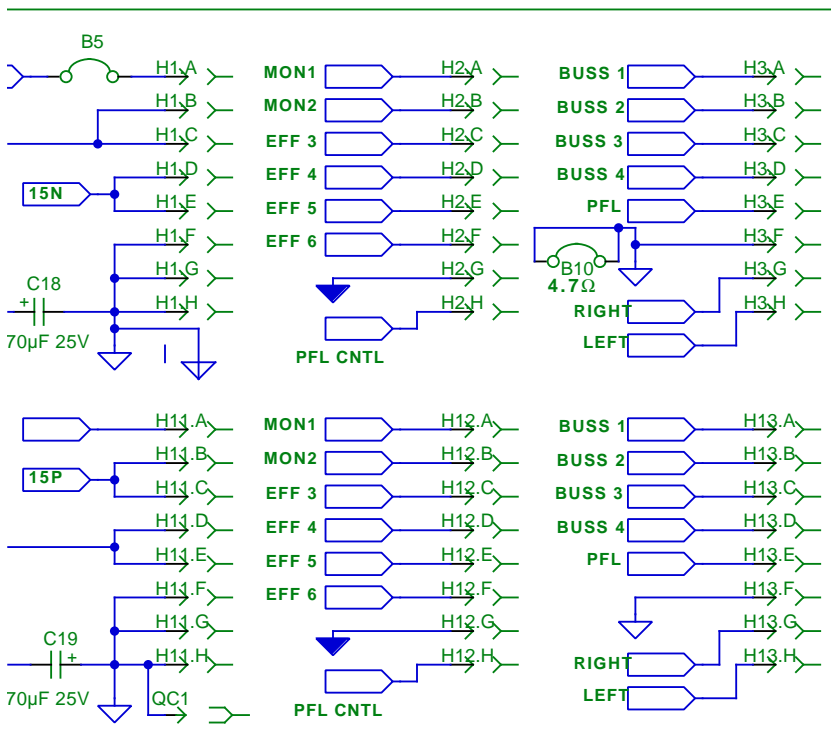 B5
H1.A MON1 H2.A BUSS 1 H3.A
H1.B MON2 H2.B BUSS 2 H3.B
H1.C EFF 3 H2.C BUSS 3 H3.C
H1.D EFF 4 H2.D BUSS 4 H3.D
15N
H1.E EFF 5 H2.E PFL H3.E
H1.F EFF 6 H2.F H3.F
H1.G H2.G B10 H3.G
C18 4.7Ω
+ H1.H H2.H RIGHT H3.H
70µF 25V PFL CNTL LEFT
H11.A MON1 H12.A BUSS 1 H13.A
H11.B MON2 H12.B BUSS 2 H13.B
15P
H11.C EFF 3 H12.C BUSS 3 H13.C
H11.D EFF 4 H12.D BUSS 4 H13.D
H11.E EFF 5 H12.E PFL H13.E
H11.F EFF 6 H12.F H13.F
H11.G H12.G H13.G
C19
+ H11.H H12.H RIGHT H13.H
70µF 25V QC1 PFL CNTL LEFT